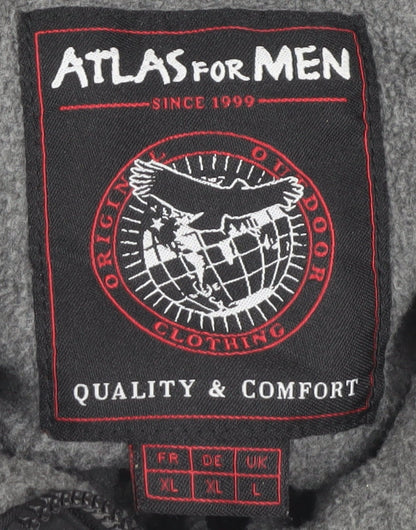 ATLAS FOR MEN
SINCE 1999
ORIGINAL OUTDOOR
CLOTHING
QUALITY & COMFORT
FR DE UK
XL XL L